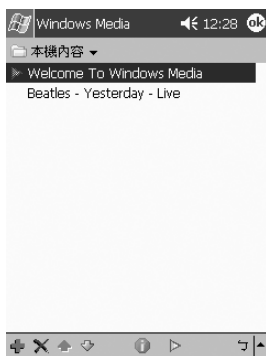 Windows Media 12:28 ok
本機內容
Welcome To Windows Media
Beatles - Yesterday - Live
ㄅ